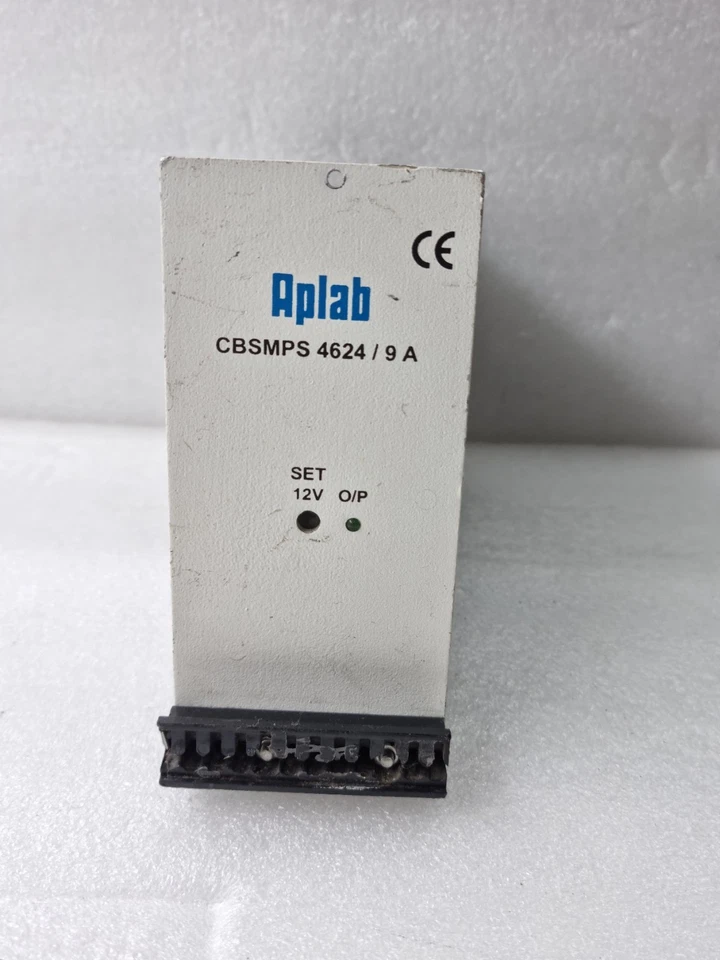 CE
Aplab
CBSMPS 4624 / 9 A
SET
12V O/P